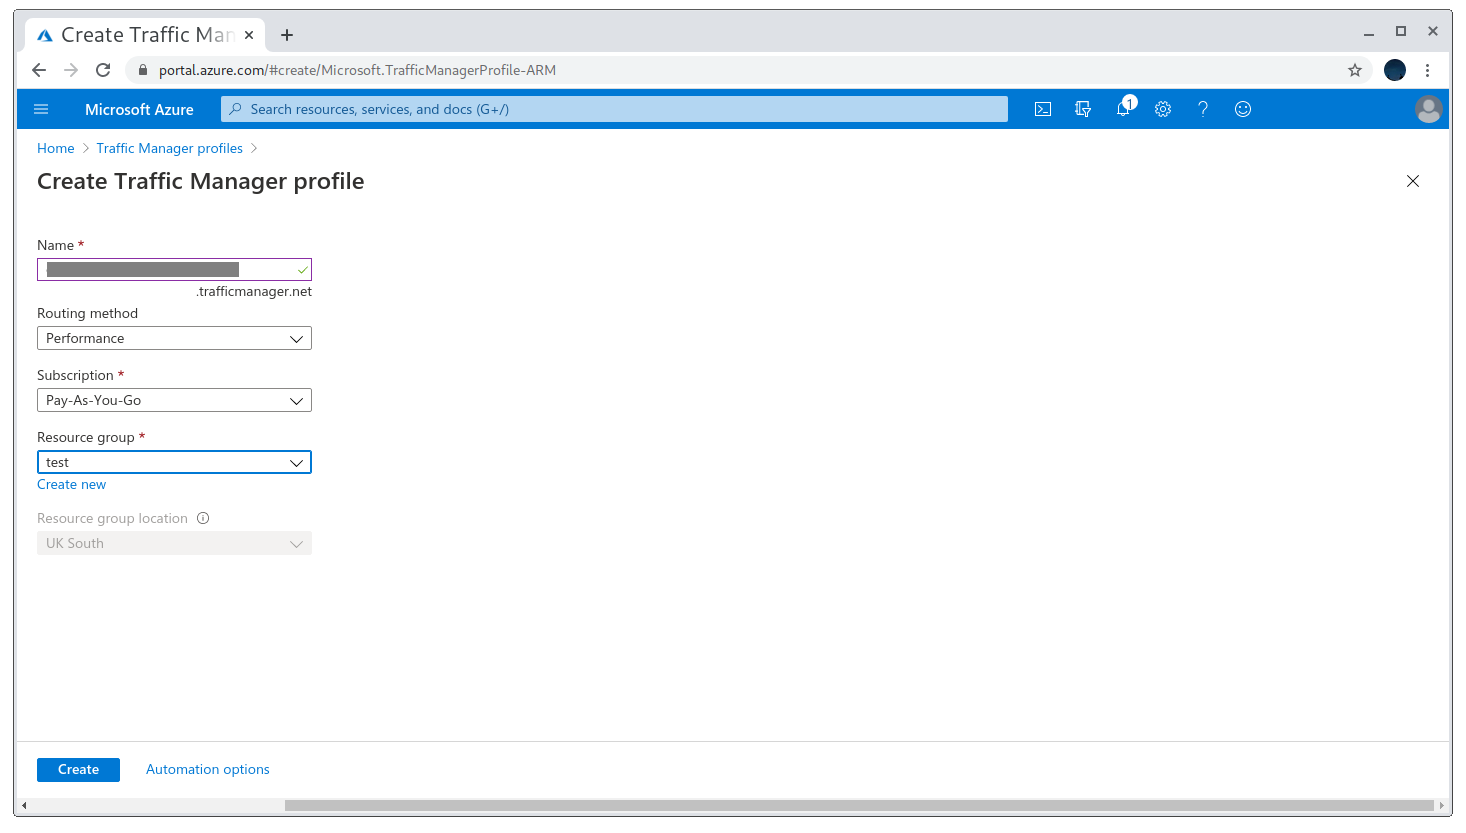 Create Traffic Man
portal.azure.com/#create/Microsoft.TrafficManagerProfile-ARM
Microsoft Azure
Search resources, services, and docs (G+/)
1
Home > Traffic Manager profiles >
Create Traffic Manager profile
Name *
.trafficmanager.net
Routing method
Performance
Subscription *
Pay-As-You-Go
Resource group *
test
Create new
Resource group location
UK South
Create
Automation options